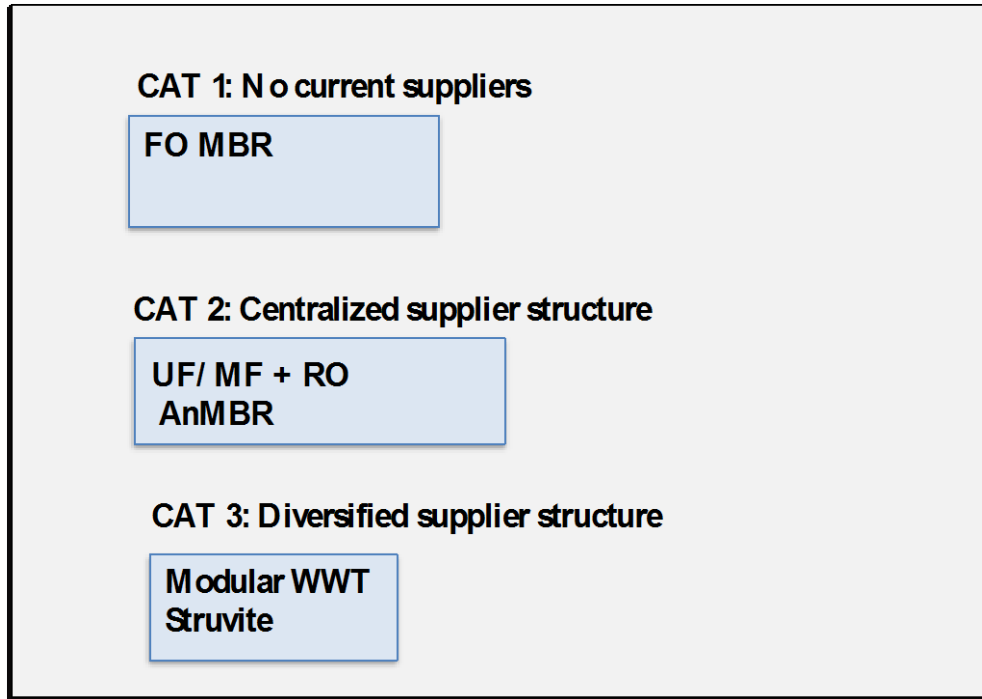 CAT 1: No current suppliers
FO MBR
CAT 2: Centralized supplier structure
UF/ MF + RO
AnMBR
CAT 3: Diversified supplier structure
Modular WWT
Struvite